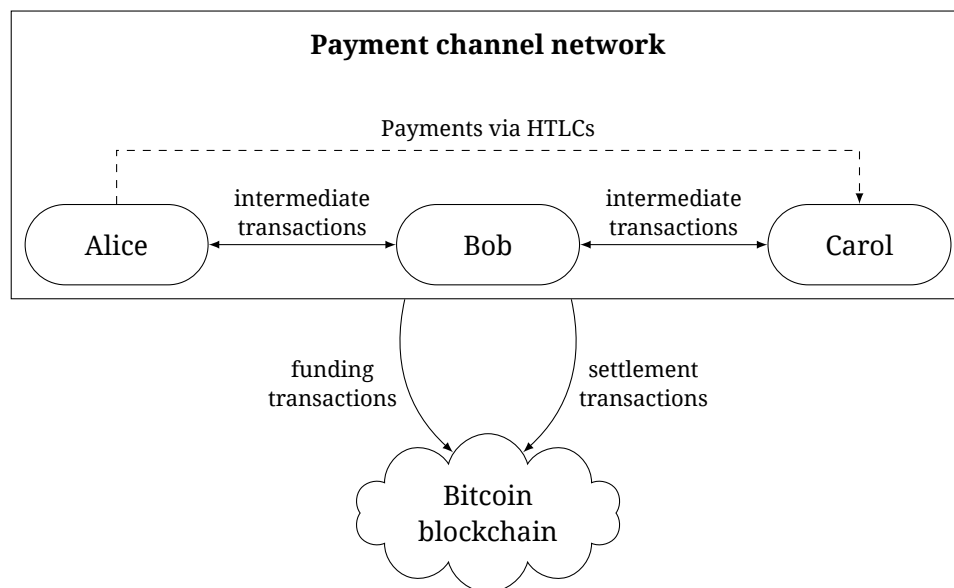 Payment channel network
Payments via HTLCs
intermediate
transactions
intermediate
transactions
Alice
Bob
Carol
funding
transactions
settlement
transactions
Bitcoin
blockchain